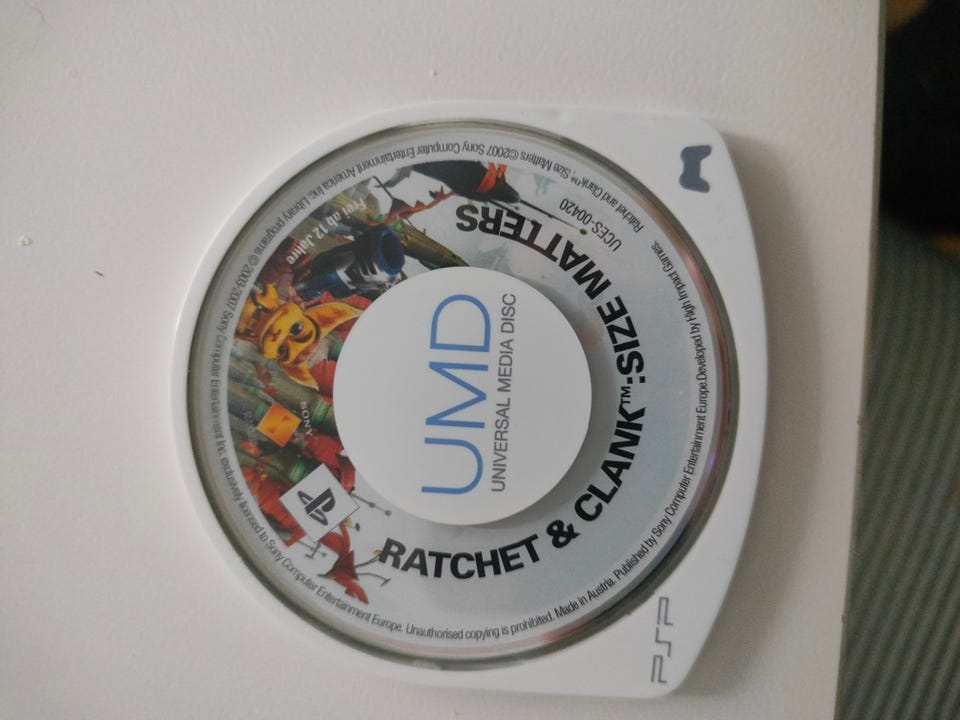 UMD
UNIVERSAL MEDIA DISC
RATCHET & CLANK™:SIZE MATTERS
UCES-00420
Frei ab 12 Jahre
SONY
Ratchet and Clank™: Size Matters ©2007 Sony Computer Entertainment America Inc. Library programs © 2003-2007 Sony Computer Entertainment Inc. exclusively licensed to Sony Computer Entertainment Europe. Unauthorised copying is prohibited. Made in Austria. Published by Sony Computer Entertainment Europe.Developed by High Impact Games.
PSP